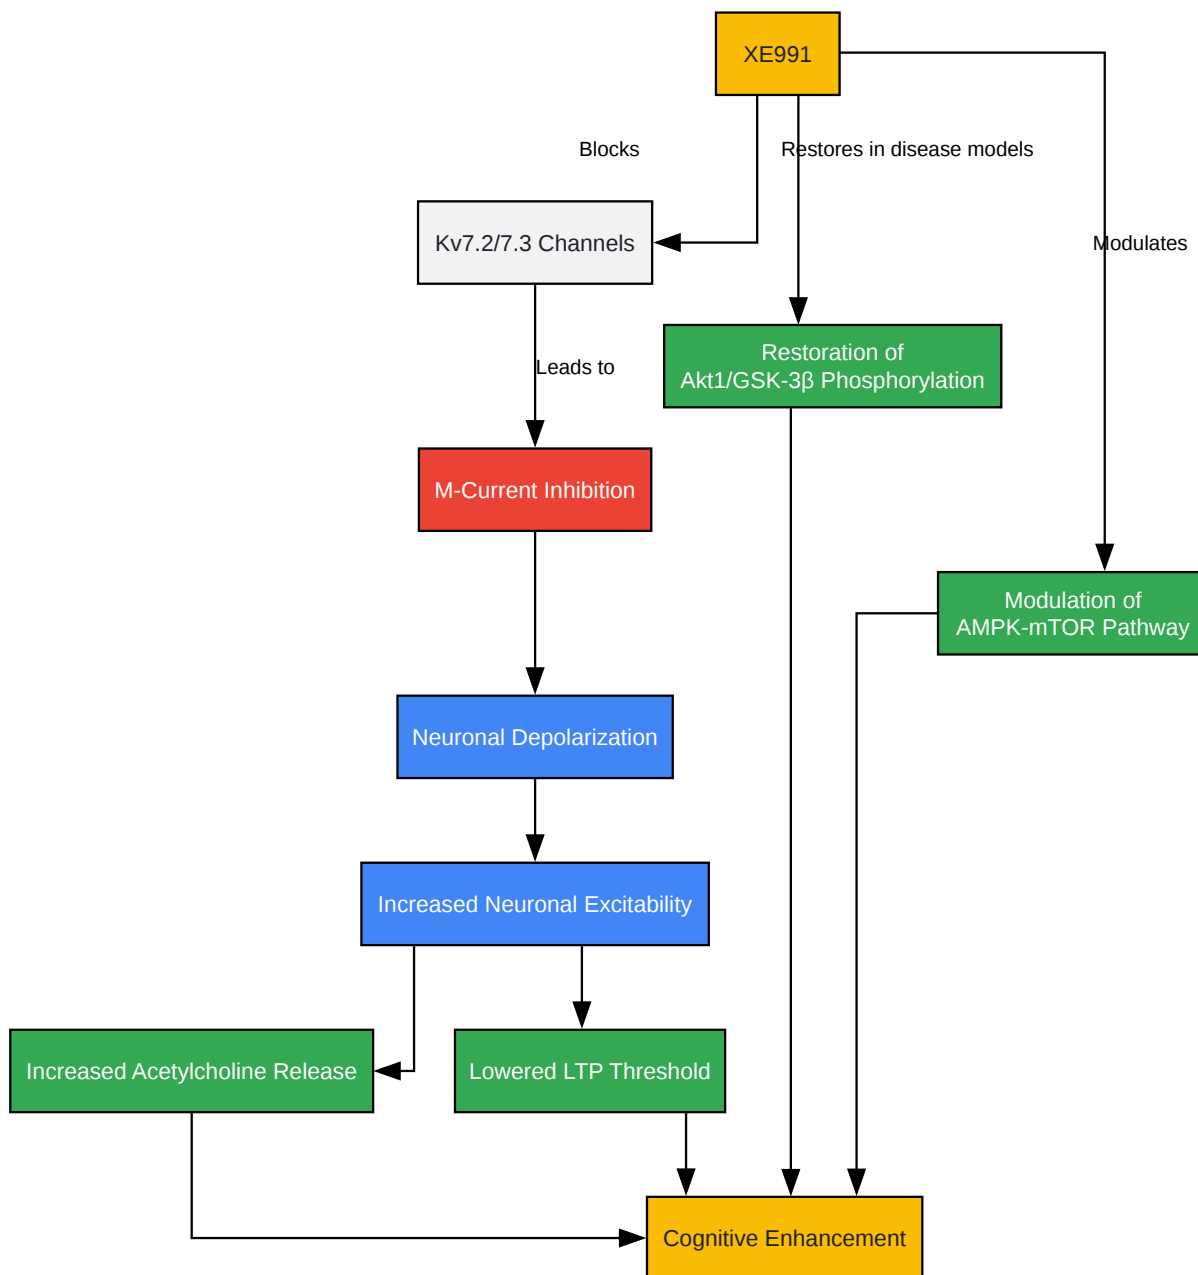 XE991
Blocks
Restores in disease models
Kv7.2/7.3 Channels
Modulates
Restoration of
Akt1/GSK-3β Phosphorylation
Leads to
M-Current Inhibition
Modulation of
AMPK-mTOR Pathway
Neuronal Depolarization
Increased Neuronal Excitability
Increased Acetylcholine Release
Lowered LTP Threshold
Cognitive Enhancement